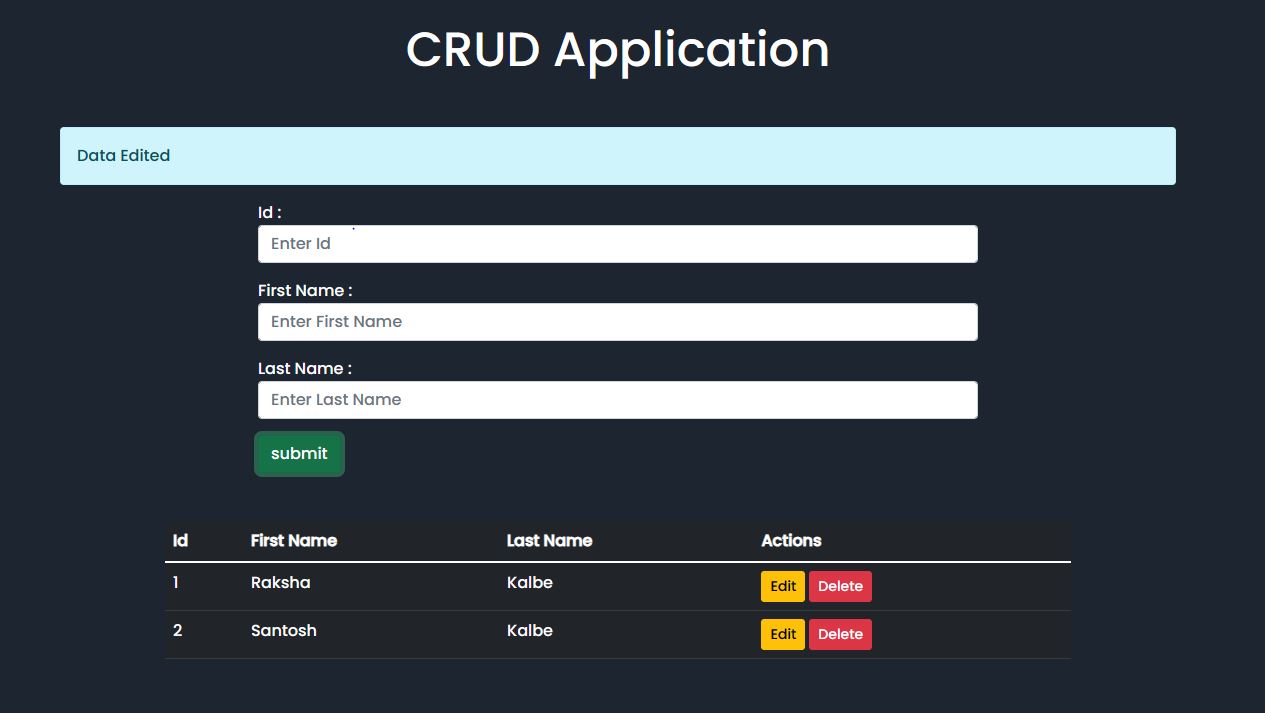 CRUD Application
Data Edited
Id :
Enter Id
First Name :
Enter First Name
Last Name :
Enter Last Name
submit
Id First Name Last Name Actions
1 Raksha Kalbe Edit Delete
2 Santosh Kalbe Edit Delete